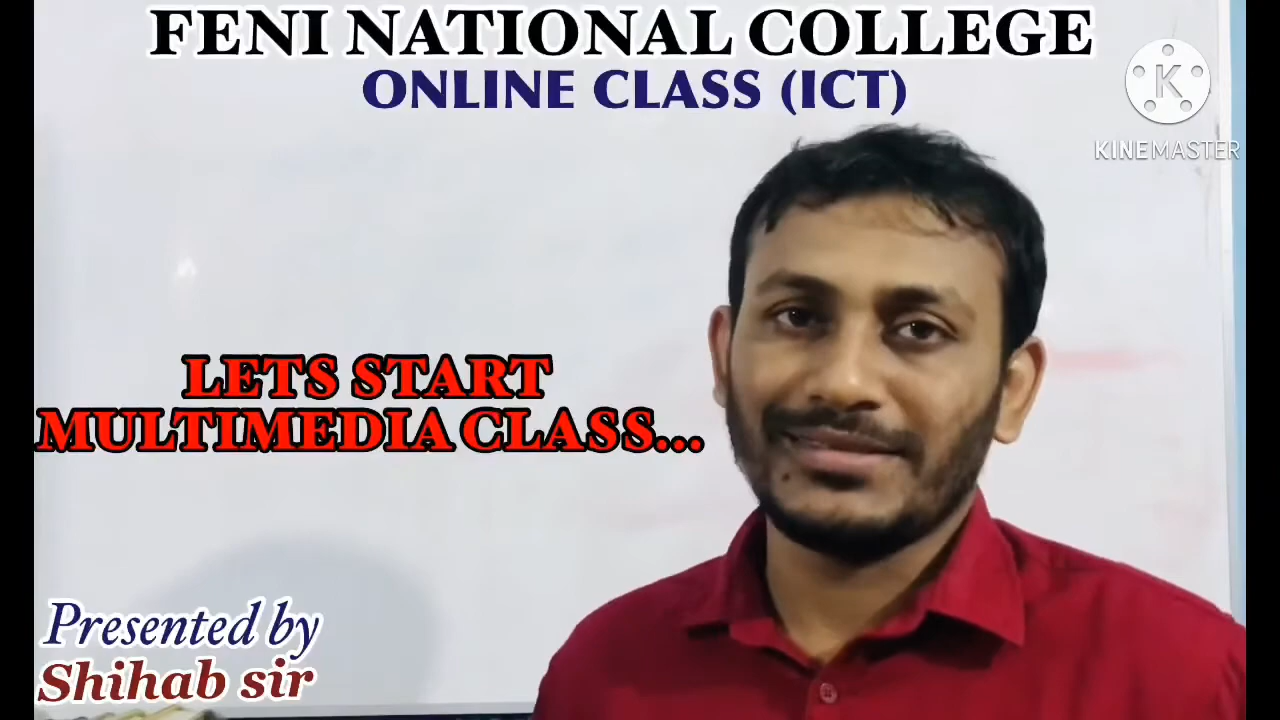 FENI NATIONAL COLLEGE
ONLINE CLASS (ICT)
K
KINEMASTER
LETS START
MULTIMEDIA CLASS...
Presented by
Shihab sir